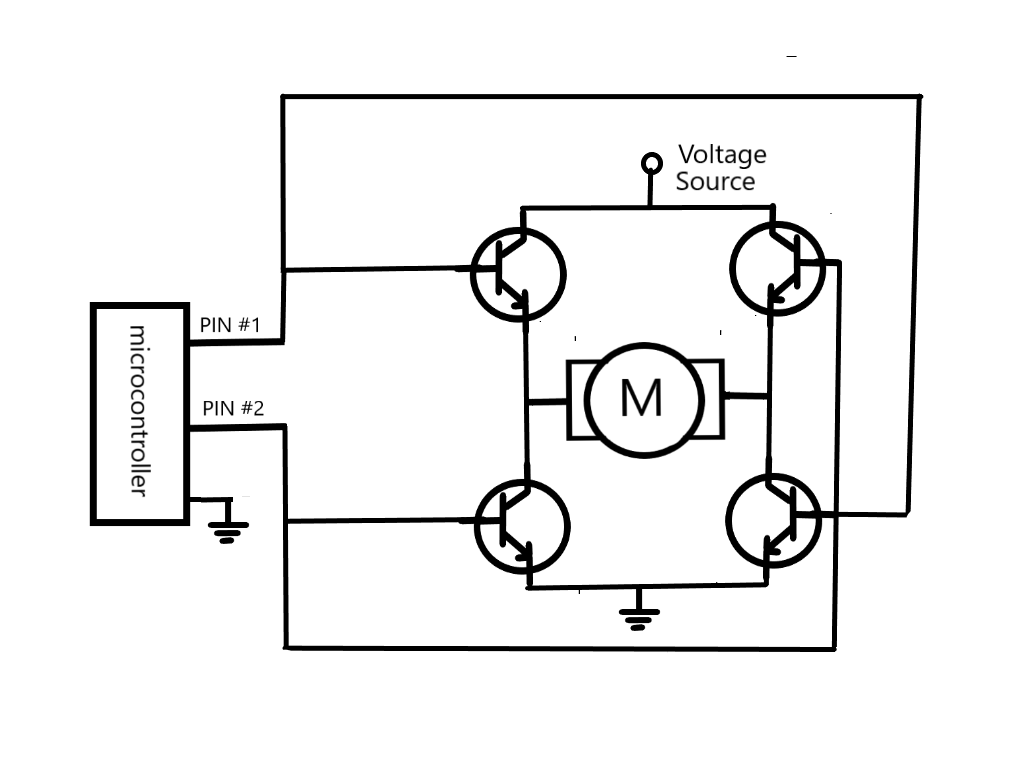 Voltage
Source
PIN #1
microcontroller
M
PIN #2